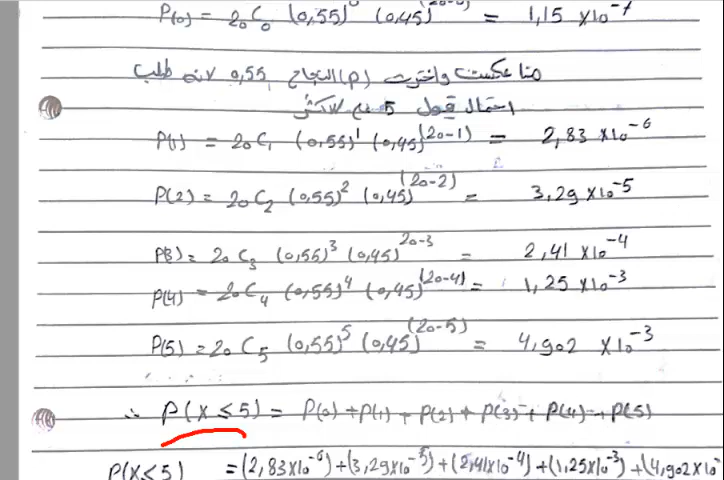 P(0) = 20C0 (0,55)^0 (0,45)^(20-0) = 1,15 x10^-7
هنا عكست واخترت (p) النجاح 0,55 لانه طلب
احتمال قبول 5 على الاكثر
P(1) = 20C1 (0,55)^1 (0,45)^(20-1) = 2,83 x10^-6
P(2) = 20C2 (0,55)^2 (0,45)^(20-2) = 3,29 x10^-5
P(3) = 20C3 (0,55)^3 (0,45)^20-3 = 2,41 x10^-4
P(4) = 20C4 (0,55)^4 (0,45)^(20-4) = 1,25 x10^-3
P(5) = 20C5 (0,55)^5 (0,45)^(20-5) = 4,902 x10^-3
∴ P(X ≤ 5) = P(0) + P(1) + P(2) + P(3) + P(4) + P(5)
P(X≤5) = (2,83x10^-6) + (3,29x10^-5) + (2,41x10^-4) + (1,25x10^-3) + (4,902x10^-